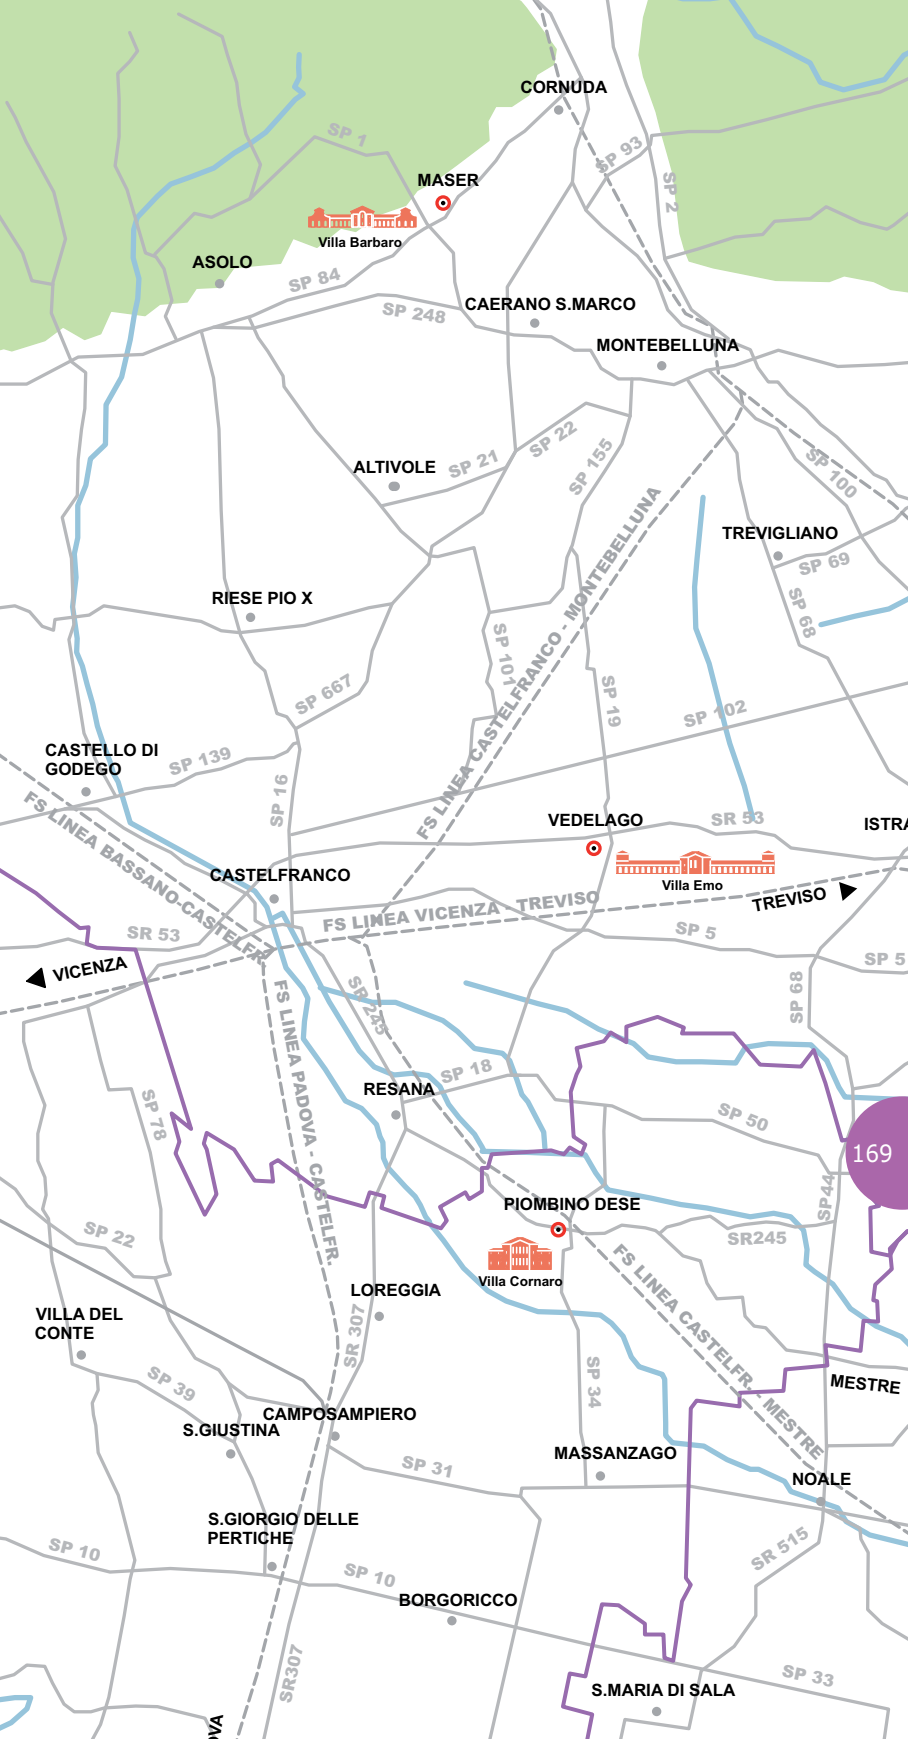 CORNUDA
SP 1
SP 93
MASER
SP 2
Villa Barbaro
ASOLO
SP 84
SP 248
CAERANO S.MARCO
MONTEBELLUNA
SP 22
ALTIVOLE
SP 21
SP 155
SP 100
TREVIGLIANO
SP 69
RIESE PIO X
SP 68
FS LINEA CASTELFRANCO - MONTEBELLUNA
SP 101
SP 667
SP 19
SP 102
CASTELLO DI
GODEGO
SP 139
SP 16
FS LINEA BASSANO-CASTELFR.
VEDELAGO
SR 53
ISTRA
Villa Emo
CASTELFRANCO
TREVISO
FS LINEA VICENZA - TREVISO
SR 53
SP 5
SP 5
VICENZA
SP 68
SR 245
FS LINEA PADOVA - CASTELFR.
SP 18
RESANA
SP 78
SP 50
169
SP44
PIOMBINO DESE
SP 22
SR245
Villa Cornaro
FS LINEA CASTELFR. - MESTRE
LOREGGIA
VILLA DEL
CONTE
SR 307
SP 39
SP 34
MESTRE
CAMPOSAMPIERO
S.GIUSTINA
MASSANZAGO
SP 31
NOALE
S.GIORGIO DELLE
PERTICHE
SR 515
SP 10
SP 10
BORGORICCO
SR307
SP 33
S.MARIA DI SALA
OVA